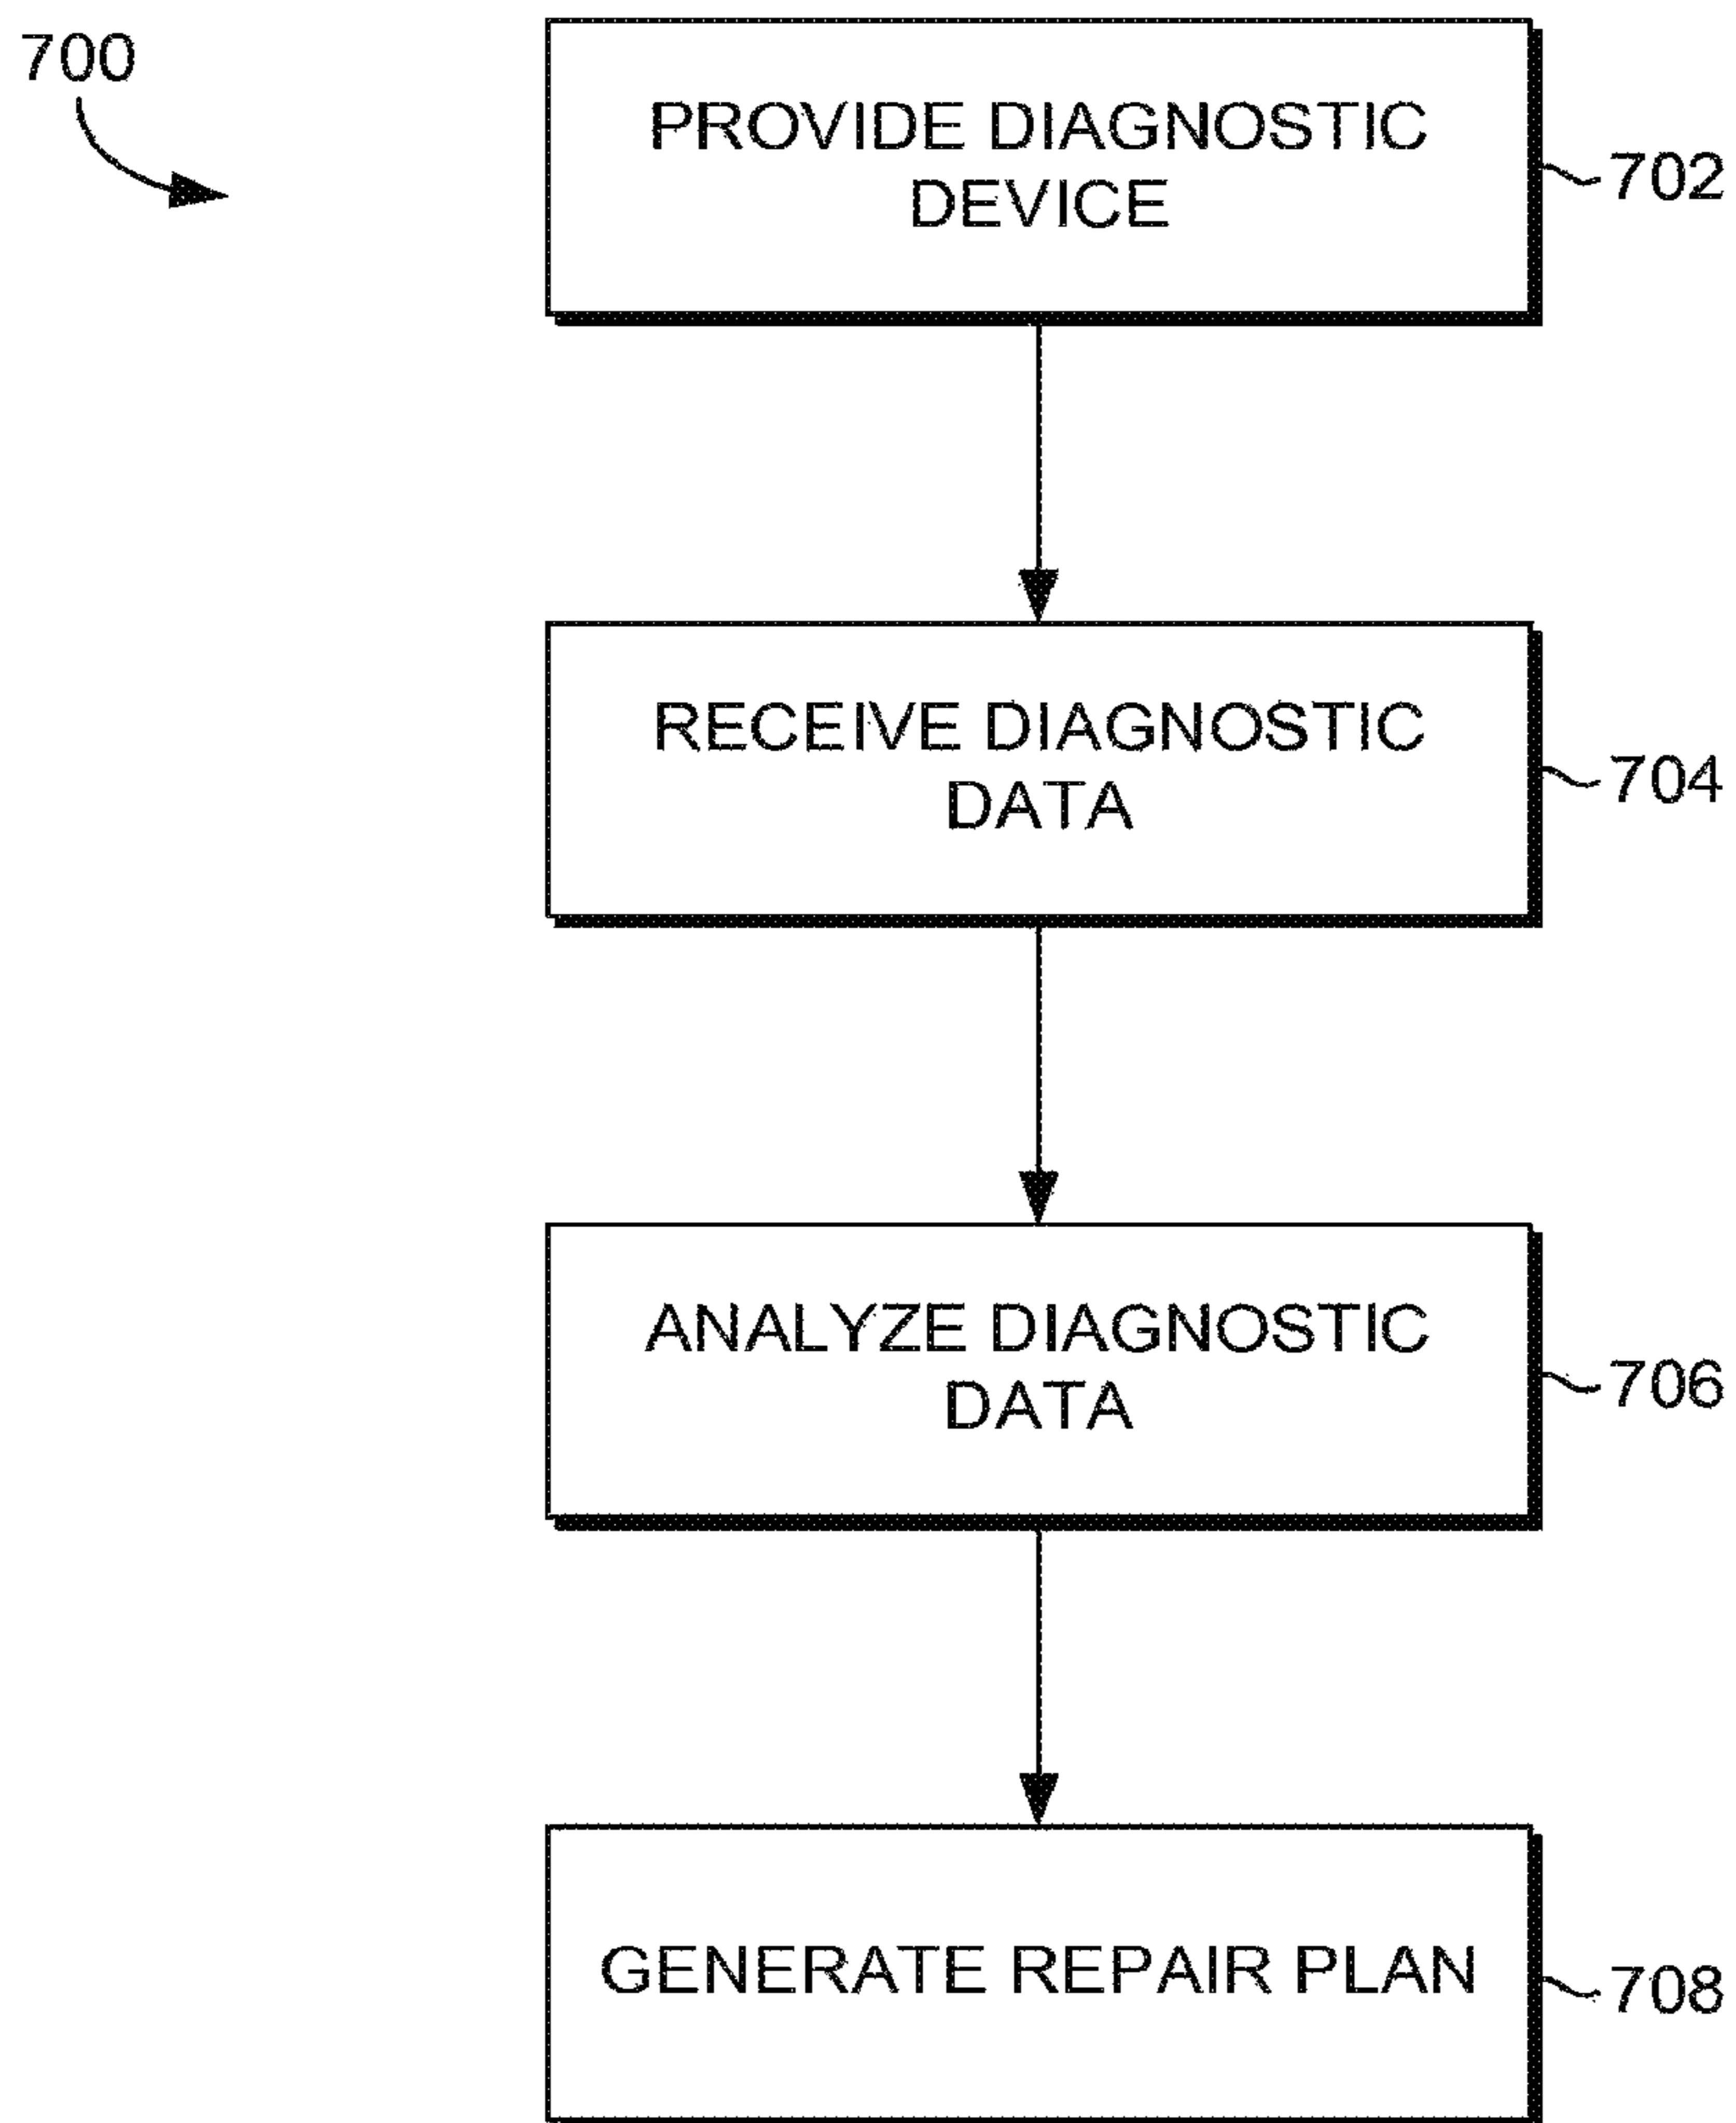 700
PROVIDE DIAGNOSTIC
DEVICE
702
RECEIVE DIAGNOSTIC
DATA
704
ANALYZE DIAGNOSTIC
DATA
706
GENERATE REPAIR PLAN
708